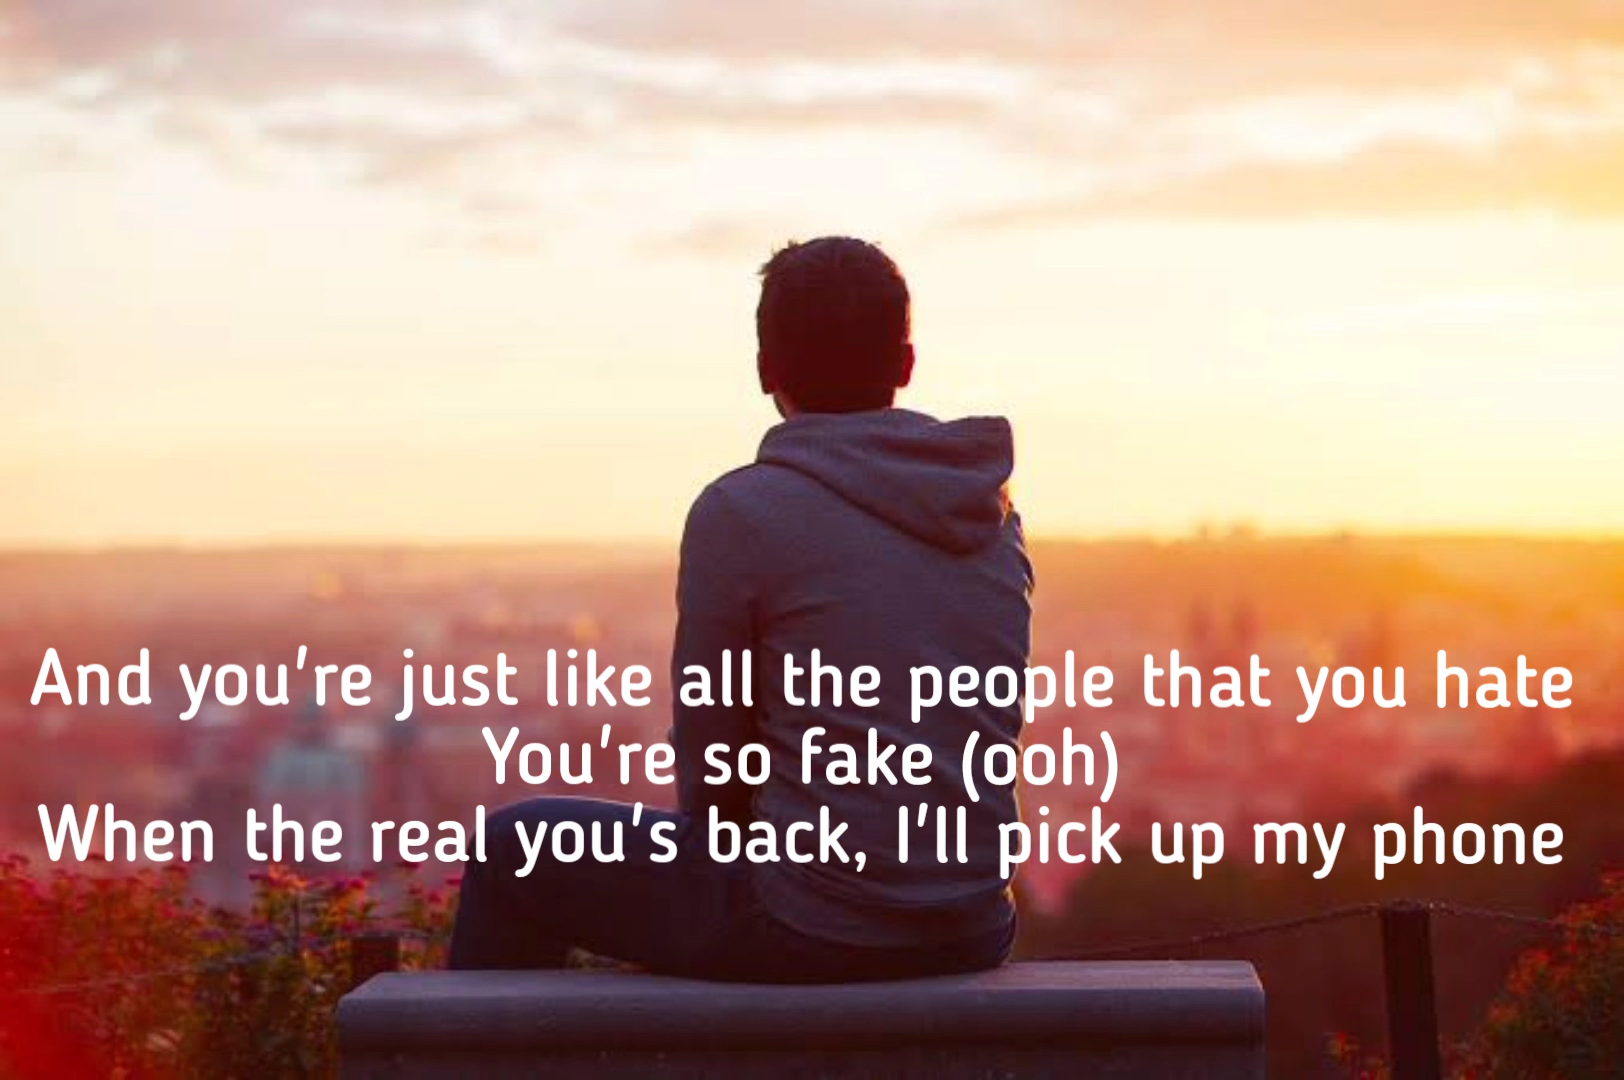 And you're just like all the people that you hate
You're so fake (ooh)
When the real you's back, I'll pick up my phone